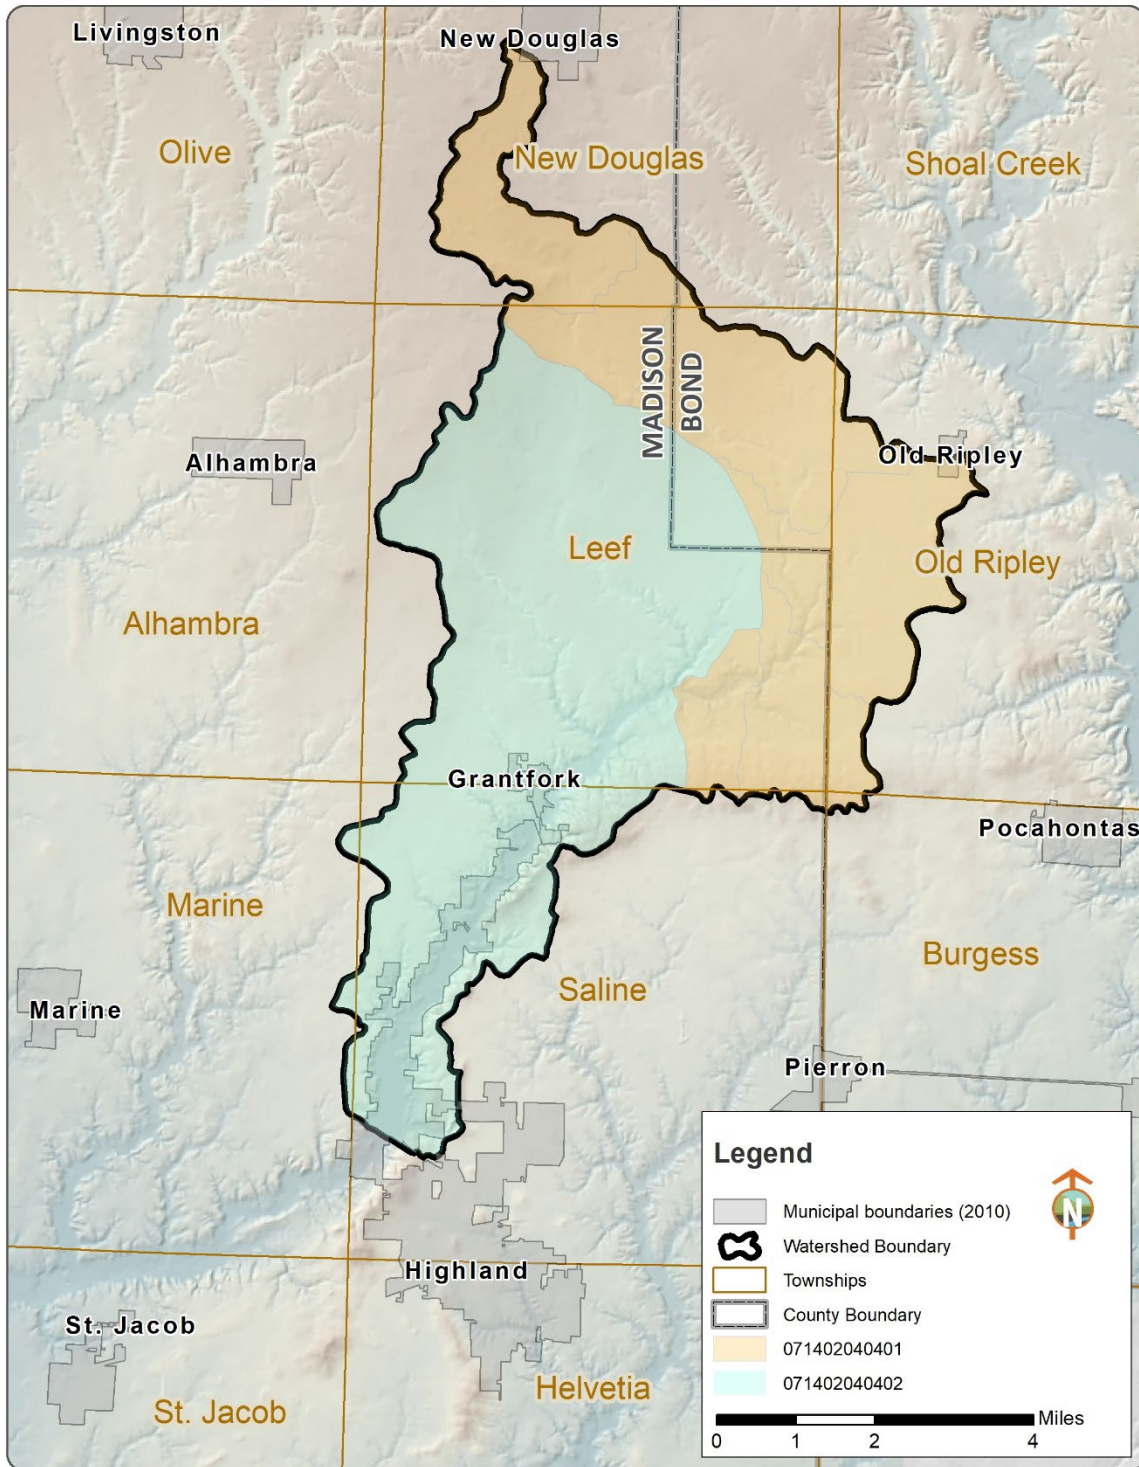 Livingston
New Douglas
Olive
New Douglas
Shoal Creek
MADISON
BOND
Alhambra
Old Ripley
Leef
Old Ripley
Alhambra
Grantfork
Pocahontas
Marine
Burgess
Saline
Marine
Pierron
Highland
St. Jacob
Helvetia
St. Jacob
Legend
N
Municipal boundaries (2010)
Watershed Boundary
Townships
County Boundary
071402040401
071402040402
Miles
0 1 2 4